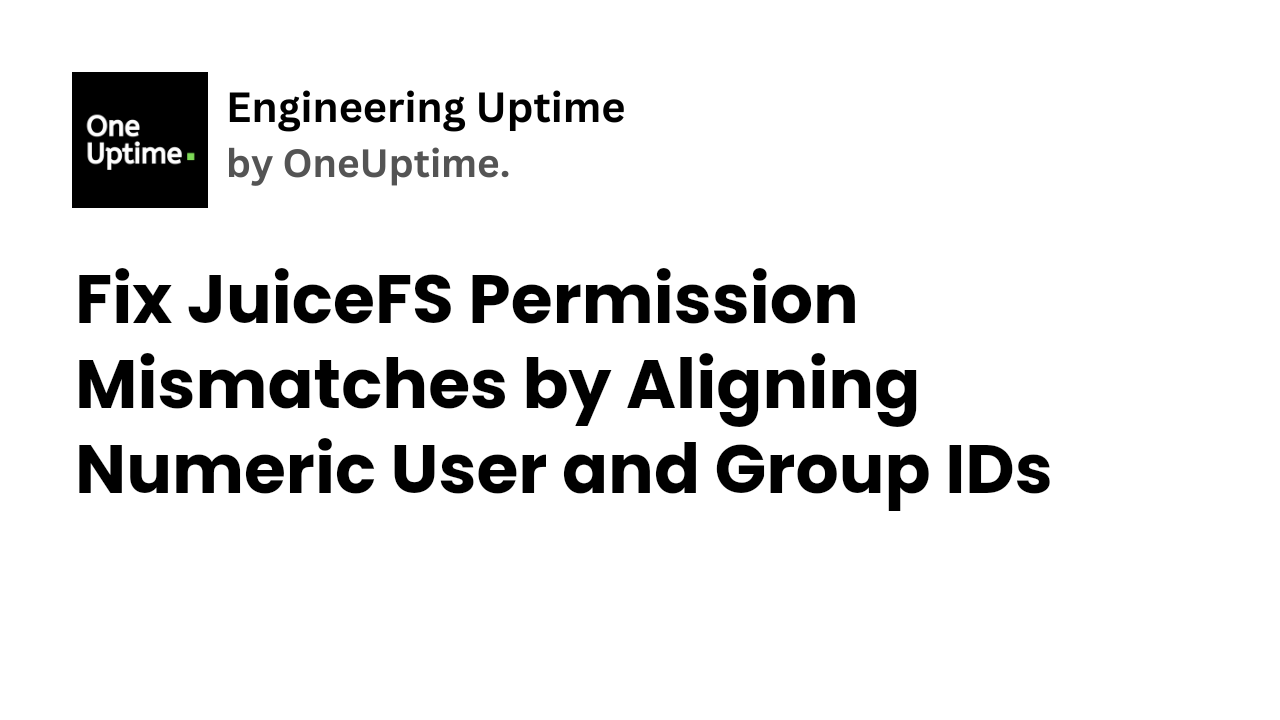 One
Uptime.
Engineering Uptime
by OneUptime.
Fix JuiceFS Permission
Mismatches by Aligning
Numeric User and Group IDs